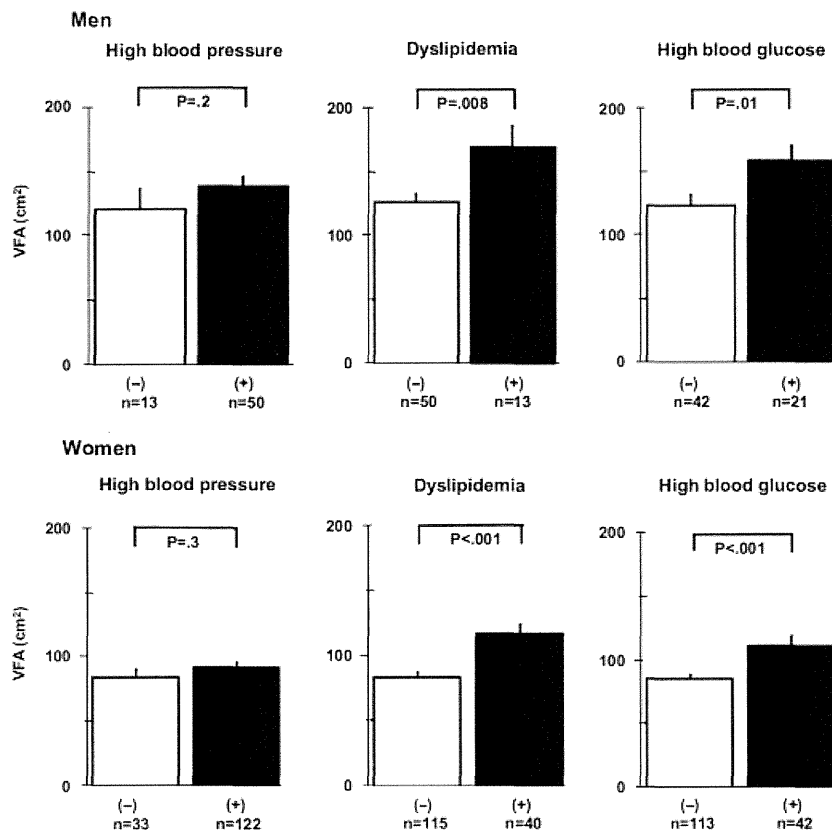 Men
High blood pressure
Dyslipidemia
High blood glucose
P=.2
P=.008
P=.01
VFA (cm²)
200
100
0
200
100
0
200
100
0
(−) (+)
n=13 n=50
(−) (+)
n=50 n=13
(−) (+)
n=42 n=21
Women
High blood pressure
Dyslipidemia
High blood glucose
P=.3
P<.001
P<.001
VFA (cm²)
200
100
0
200
100
0
200
100
0
(−) (+)
n=33 n=122
(−) (+)
n=115 n=40
(−) (+)
n=113 n=42